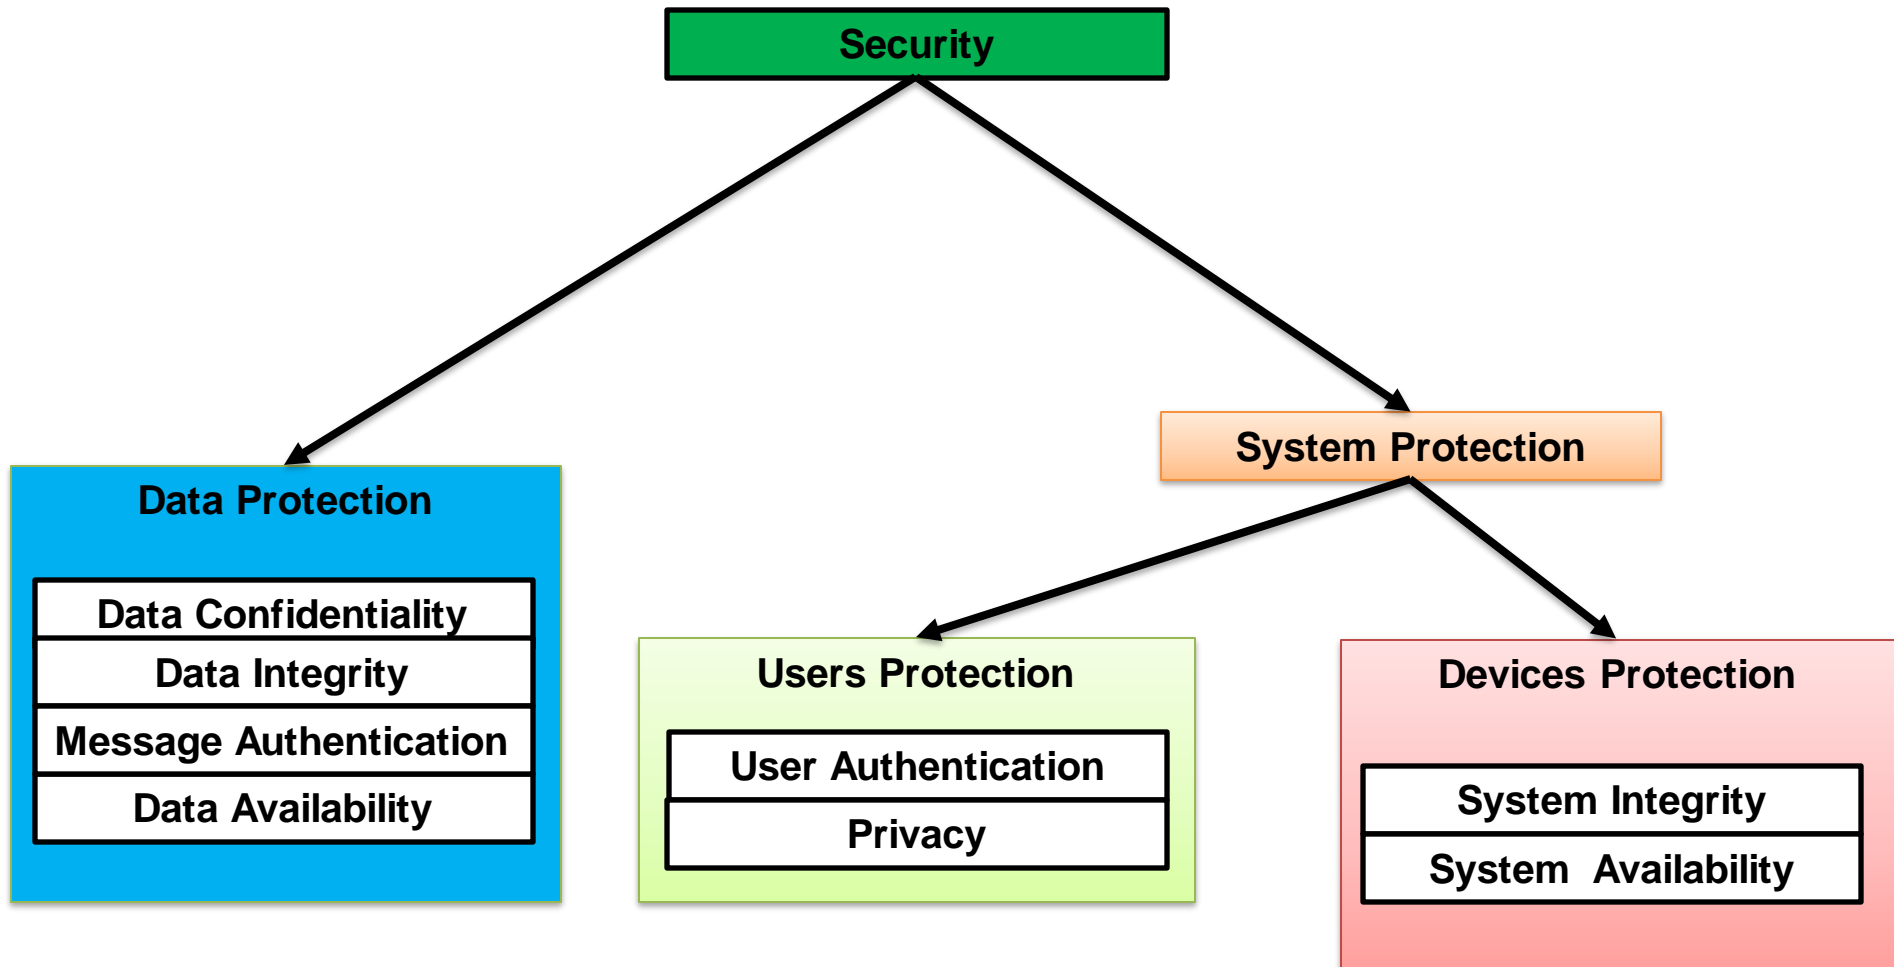 Security
System Protection
Data Protection
Data Confidentiality
Data Integrity
Message Authentication
Data Availability
Users Protection
User Authentication
Privacy
Devices Protection
System Integrity
System  Availability